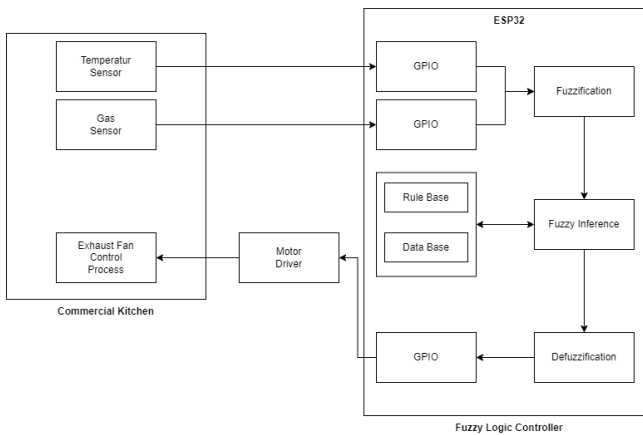 ESP32
Temperatur
Sensor
GPIO
Fuzzification
Gas
Sensor
GPIO
Rule Base
Data Base
Fuzzy Inference
Exhaust Fan
Control
Process
Motor
Driver
Commercial Kitchen
GPIO
Defuzzification
Fuzzy Logic Controller